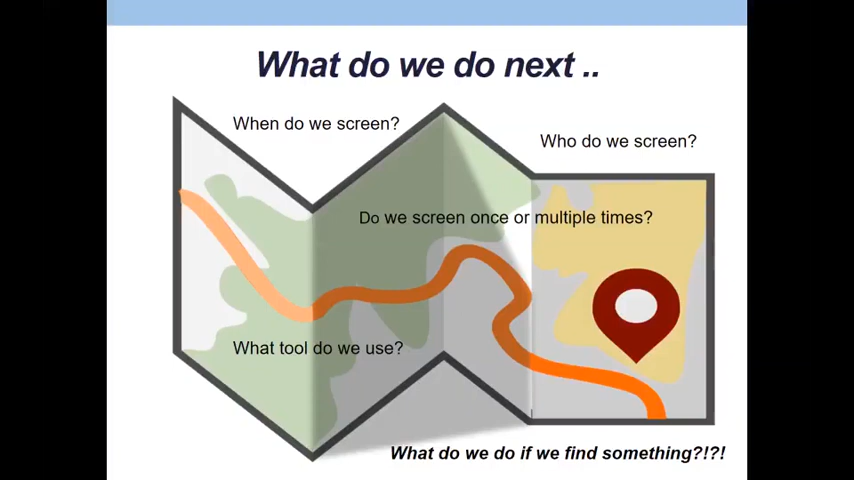 What do we do next ..
When do we screen?
Who do we screen?
Do we screen once or multiple times?
What tool do we use?
What do we do if we find something?!?!